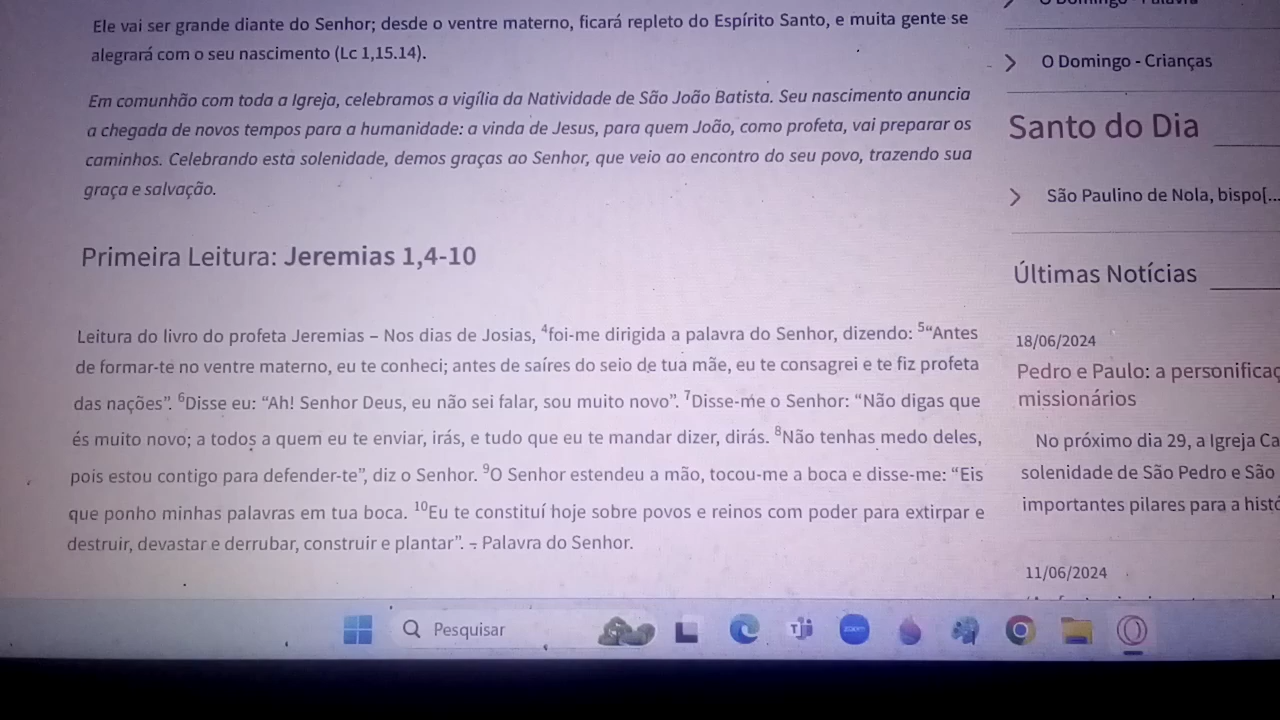 Ele vai ser grande diante do Senhor; desde o ventre materno, ficará repleto do Espírito Santo, e muita gente se
alegrará com o seu nascimento (Lc 1,15.14).
Em comunhão com toda a Igreja, celebramos a vigília da Natividade de São João Batista. Seu nascimento anuncia
a chegada de novos tempos para a humanidade: a vinda de Jesus, para quem João, como profeta, vai preparar os
caminhos. Celebrando esta solenidade, demos graças ao Senhor, que veio ao encontro do seu povo, trazendo sua
graça e salvação.
Primeira Leitura: Jeremias 1,4-10
Leitura do livro do profeta Jeremias – Nos dias de Josias, ⁴foi-me dirigida a palavra do Senhor, dizendo: ⁵“Antes
de formar-te no ventre materno, eu te conheci; antes de saíres do seio de tua mãe, eu te consagrei e te fiz profeta
das nações”. ⁶Disse eu: “Ah! Senhor Deus, eu não sei falar, sou muito novo”. ⁷Disse-me o Senhor: “Não digas que
és muito novo; a todos a quem eu te enviar, irás, e tudo que eu te mandar dizer, dirás. ⁸Não tenhas medo deles,
pois estou contigo para defender-te”, diz o Senhor. ⁹O Senhor estendeu a mão, tocou-me a boca e disse-me: “Eis
que ponho minhas palavras em tua boca. ¹⁰Eu te constituí hoje sobre povos e reinos com poder para extirpar e
destruir, devastar e derrubar, construir e plantar”. – Palavra do Senhor.
O Domingo - Palavra
O Domingo - Crianças
Santo do Dia
São Paulino de Nola, bispo[...
Últimas Notícias
18/06/2024
Pedro e Paulo: a personificaç
missionários
No próximo dia 29, a Igreja Ca
solenidade de São Pedro e São
importantes pilares para a histó
11/06/2024
Pesquisar
zoom